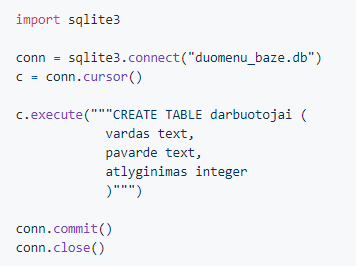 import sqlite3

conn = sqlite3.connect("duomenu_baze.db")
c = conn.cursor()

c.execute("""CREATE TABLE darbuotojai (
            vardas text,
            pavarde text,
            atlyginimas integer
            )""")

conn.commit()
conn.close()